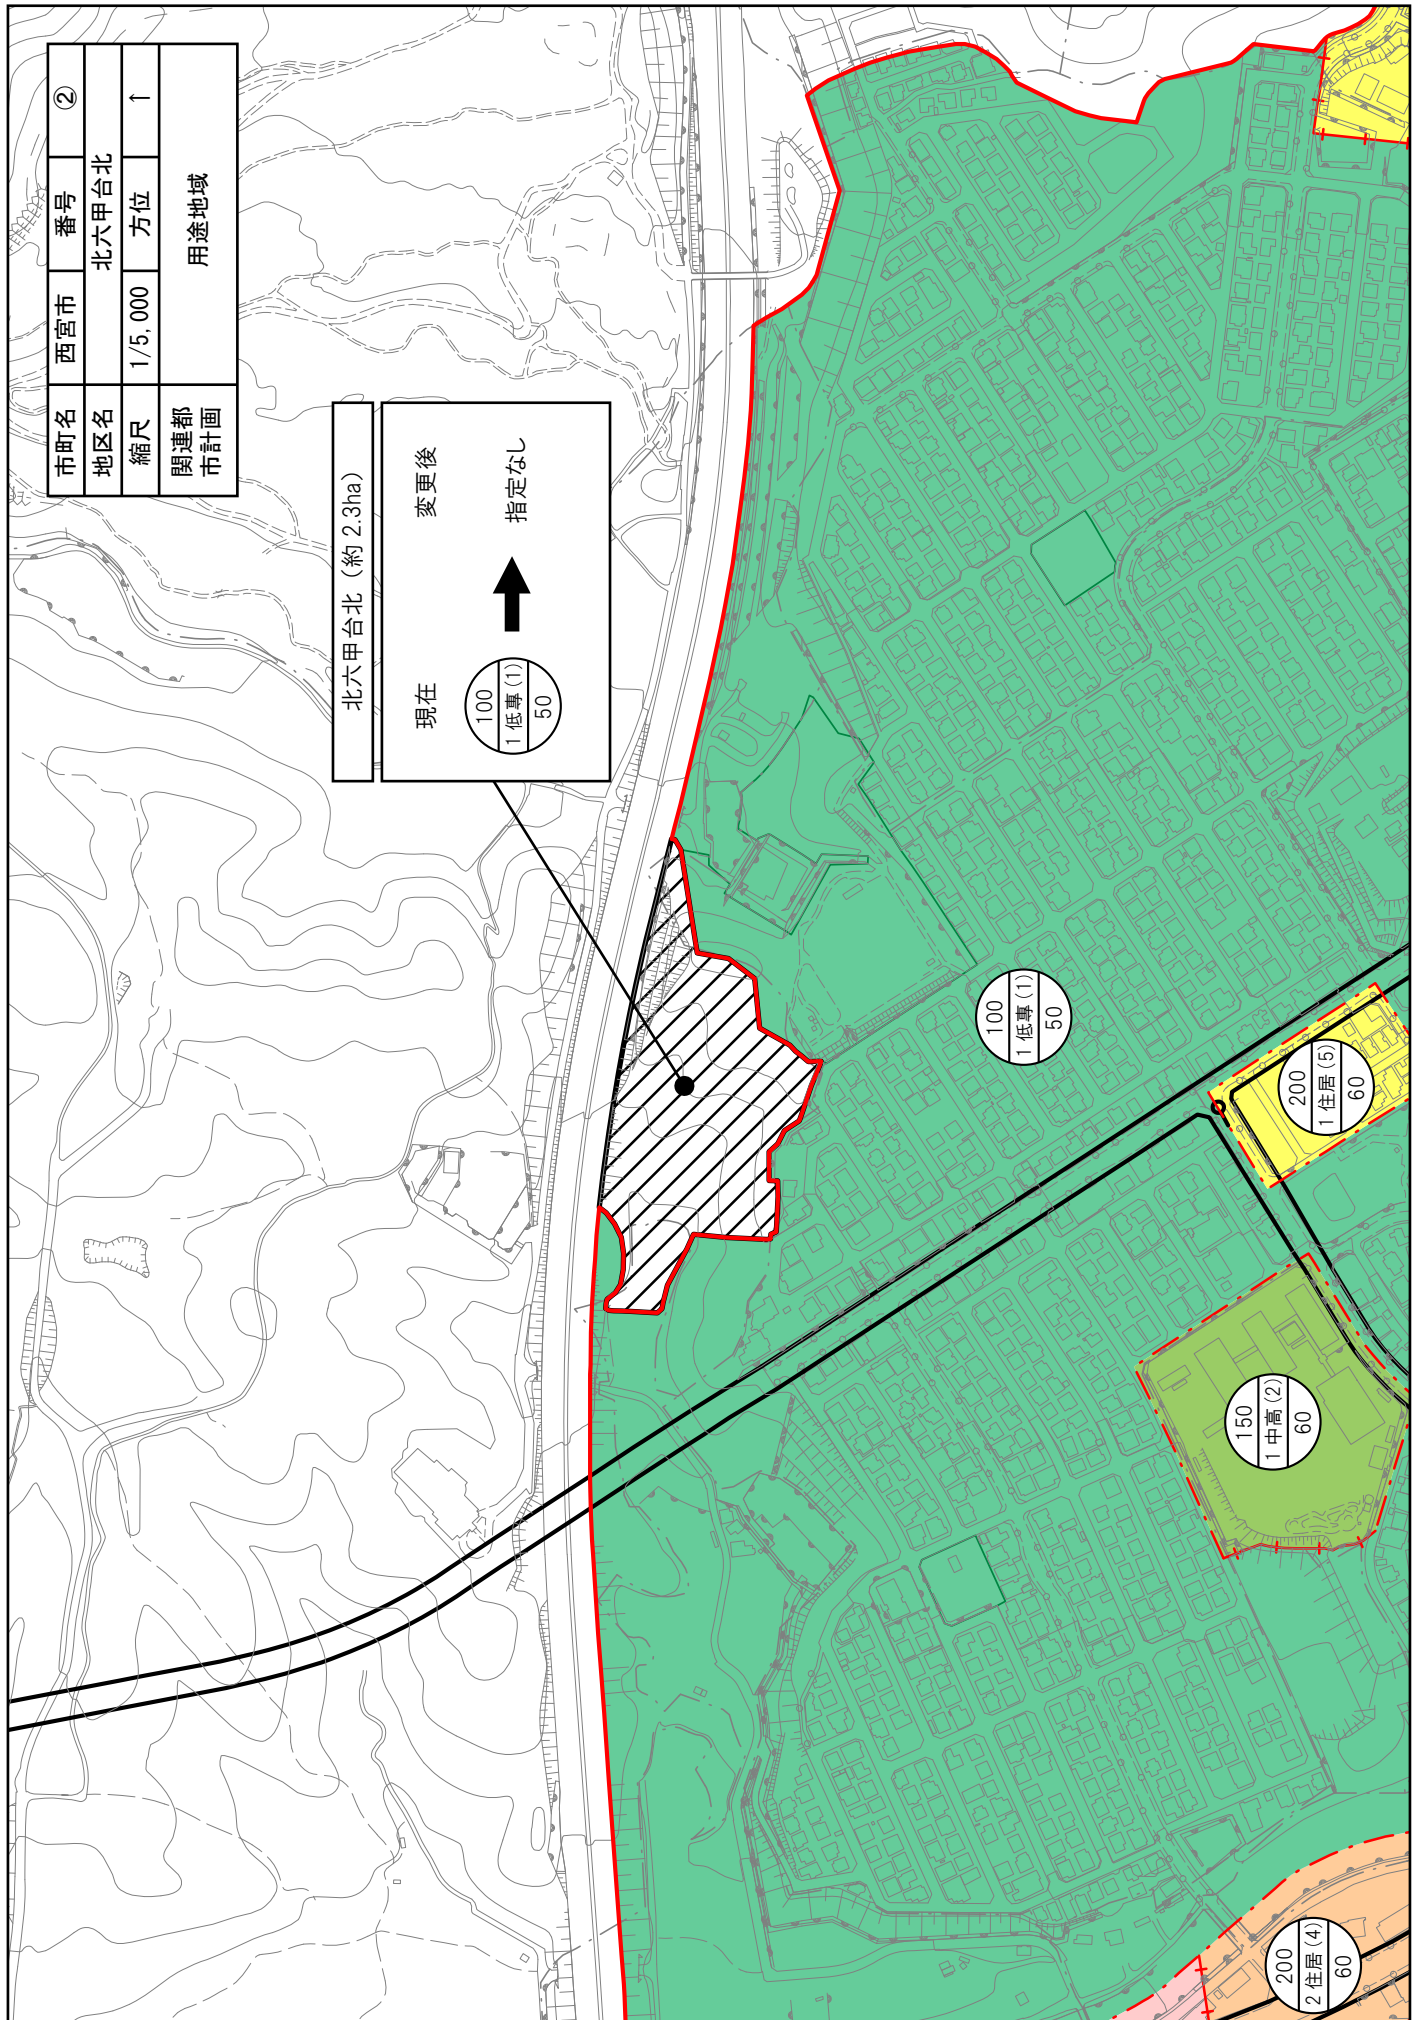 市町名 西宮市 番号 ②
地区名 北六甲台北
縮尺 1/5,000 方位 ↑
関連都
市計画
用途地域
北六甲台北（約 2.3ha）
現在 変更後
100
1 低専(1)
50
指定なし
100
1 低専(1)
50
200
1 住居(5)
60
150
1 中高(2)
60
200
2 住居(4)
60